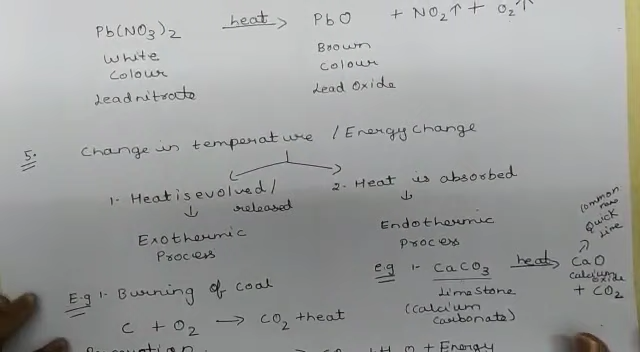 Pb(NO3)2 heat→ PbO + NO2↑ + O2↑
White Colour Brown Colour
Leadnitrate Lead Oxide
5. Change in temperature / Energy change
1. Heat is evolved / released 2. Heat is absorbed
↓ ↓
Exothermic Process Endothermic Process
E.g 1. Burning of coal
C + O2 → CO2 + heat
e.g 1. CaCO3 heat→ CaO + CO2
Limestone calcium oxide
(calcium carbonate)
common name Quick lime
+ Energy